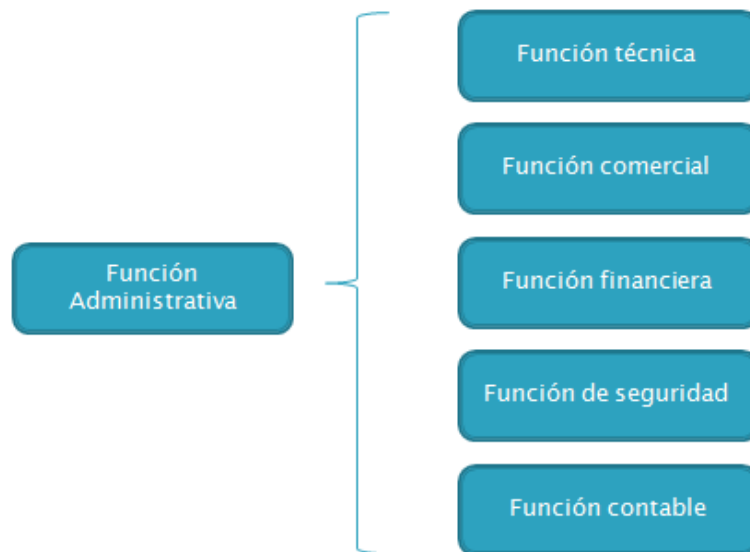 Función técnica
Función comercial
Función
Administrativa
Función financiera
Función de seguridad
Función contable